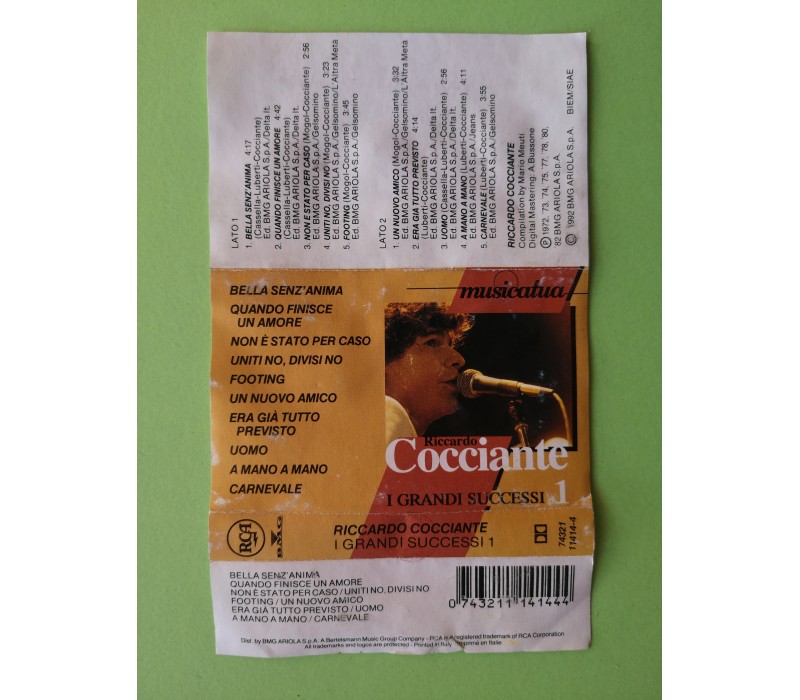 LATO 1
1. BELLA SENZ'ANIMA 4:17
(Cassella-Luberti-Cocciante)
Ed. BMG ARIOLA S.p.A./Delta It.
2. QUANDO FINISCE UN AMORE 4:42
(Cassella-Luberti-Cocciante)
Ed. BMG ARIOLA S.p.A./Delta It.
3. NON E STATO PER CASO (Mogol-Cocciante) 2:56
Ed. BMG ARIOLA S.p.A./Gelsomino
4. UNITI NO, DIVISI NO (Mogol-Cocciante) 3:23
Ed. BMG ARIOLA S.p.A./Gelsomino/L'Altra Metà
5. FOOTING (Mogol-Cocciante) 3:45
Ed. BMG ARIOLA S.p.A./Gelsomino
LATO 2
1. UN NUOVO AMICO (Mogol-Cocciante) 3:32
Ed. BMG ARIOLA S.p.A./Gelsomino/L'Altra Metà
2. ERA GIA TUTTO PREVISTO 4:14
(Luberti-Cocciante)
Ed. BMG ARIOLA S.p.A./Delta It.
3. UOMO (Cassella-Luberti-Cocciante) 2:56
Ed. BMG ARIOLA S.p.A./Delta It.
4. A MANO A MANO (Luberti-Cocciante) 4:11
Ed. BMG ARIOLA S.p.A./Jeans
5. CARNEVALE (Luberti-Cocciante) 3:55
Ed. BMG ARIOLA S.p.A./Gelsomino
RICCARDO COCCIANTE
Compilation by Mario Meuti
Digital Mastering: A. Bussone
℗ 1972, 73, 74, 75, 77, 78, 80,
82 BMG ARIOLA S.p.A.
© 1992 BMG ARIOLA S.p.A. BIEM/SIAE
BELLA SENZ'ANIMA
QUANDO FINISCE
UN AMORE
NON È STATO PER CASO
UNITI NO, DIVISI NO
FOOTING
UN NUOVO AMICO
ERA GIÀ TUTTO
PREVISTO
UOMO
A MANO A MANO
CARNEVALE
musicatua
Riccardo
Cocciante
I GRANDI SUCCESSI 1
RCA
BMG
RICCARDO COCCIANTE
I GRANDI SUCCESSI 1
74321
11414-4
BELLA SENZ'ANIMA
QUANDO FINISCE UN AMORE
NON È STATO PER CASO / UNITI NO, DIVISI NO
FOOTING / UN NUOVO AMICO
ERA GIÀ TUTTO PREVISTO / UOMO
A MANO A MANO / CARNEVALE
0 743211 141444
Dist. by BMG ARIOLA S.p.A. A Bertelsmann Music Group Company - RCA is a registered trademark of RCA Corporation
All trademarks and logos are protected - Printed in Italy - Imprimé en Italie